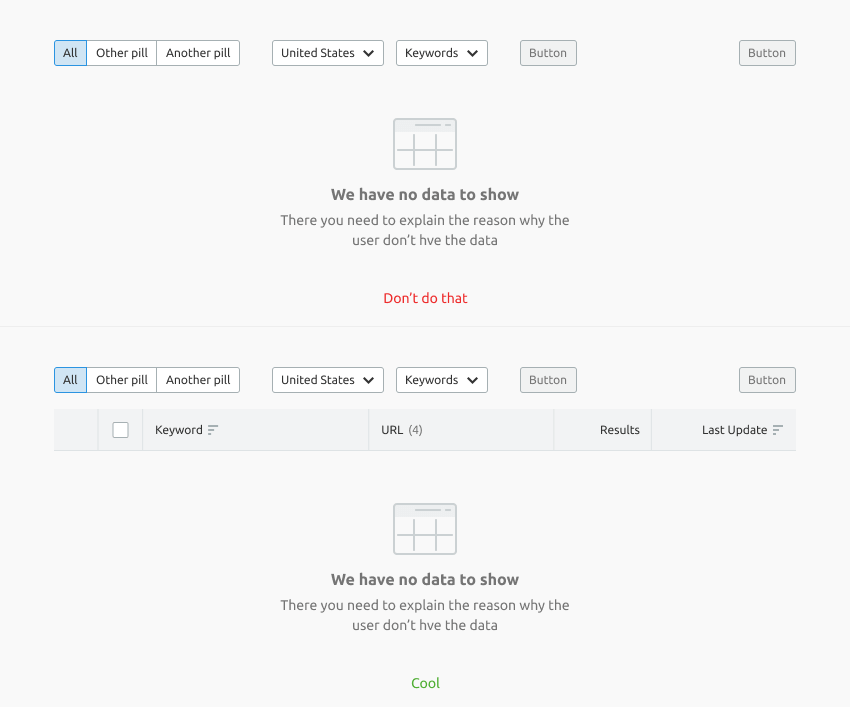 All Other pill Another pill United States Keywords Button Button
We have no data to show
There you need to explain the reason why the
user don't hve the data
Don't do that
All Other pill Another pill United States Keywords Button Button
Keyword URL (4) Results Last Update
We have no data to show
There you need to explain the reason why the
user don't hve the data
Cool